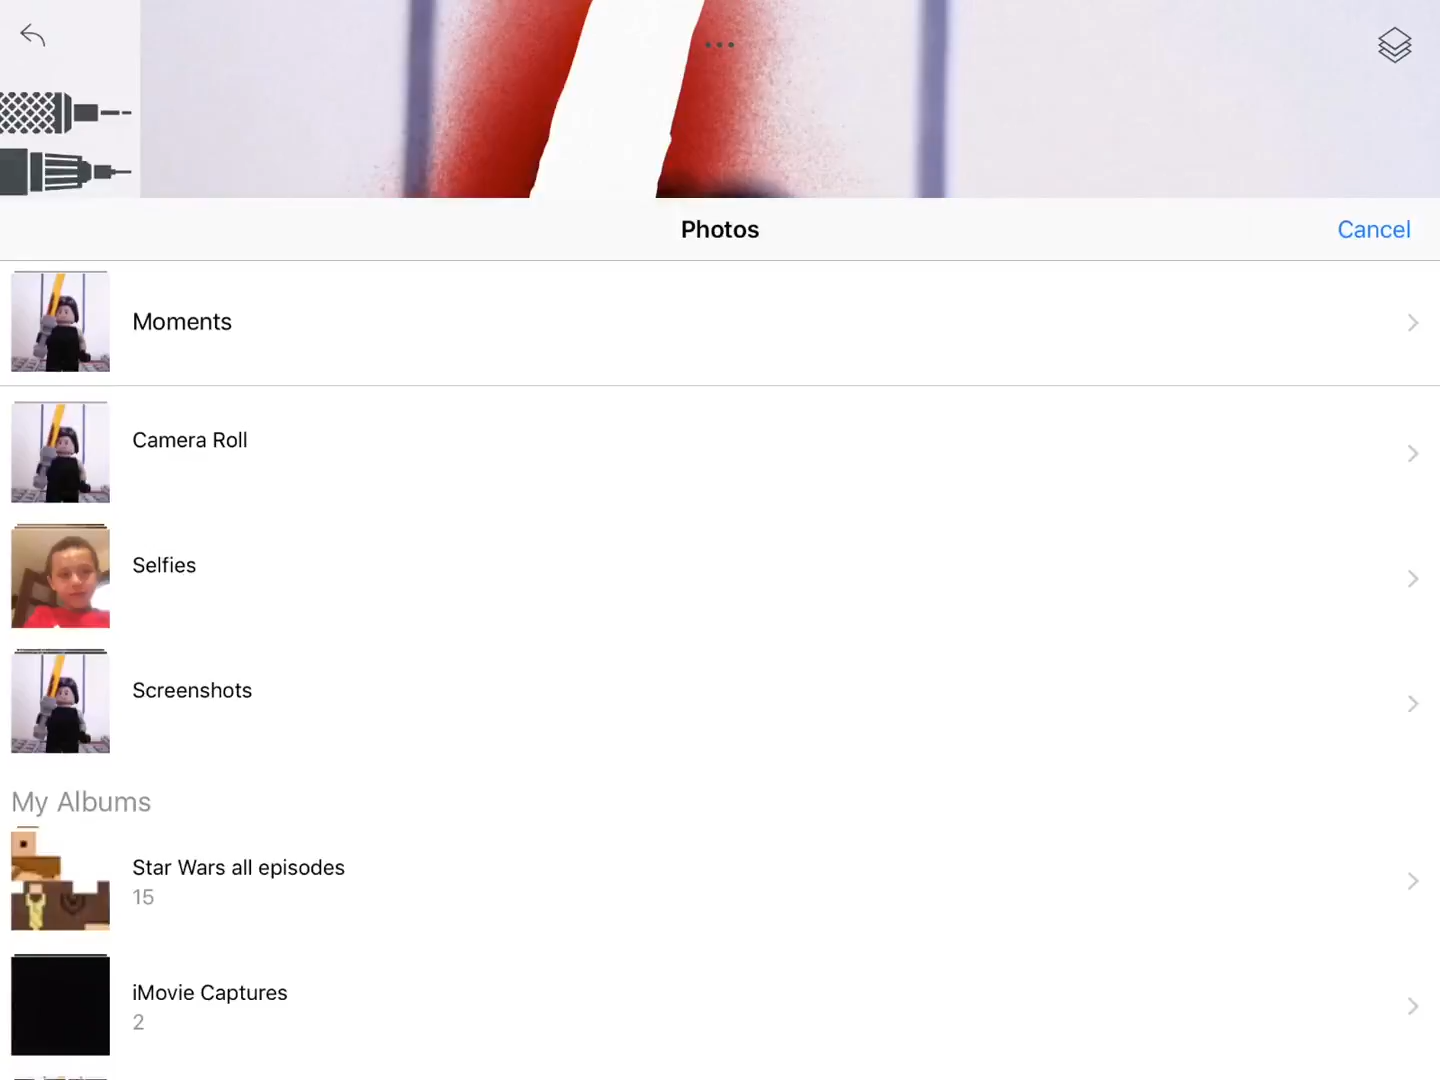 Photos
Cancel
Moments
Camera Roll
Selfies
Screenshots
My Albums
Star Wars all episodes
15
iMovie Captures
2